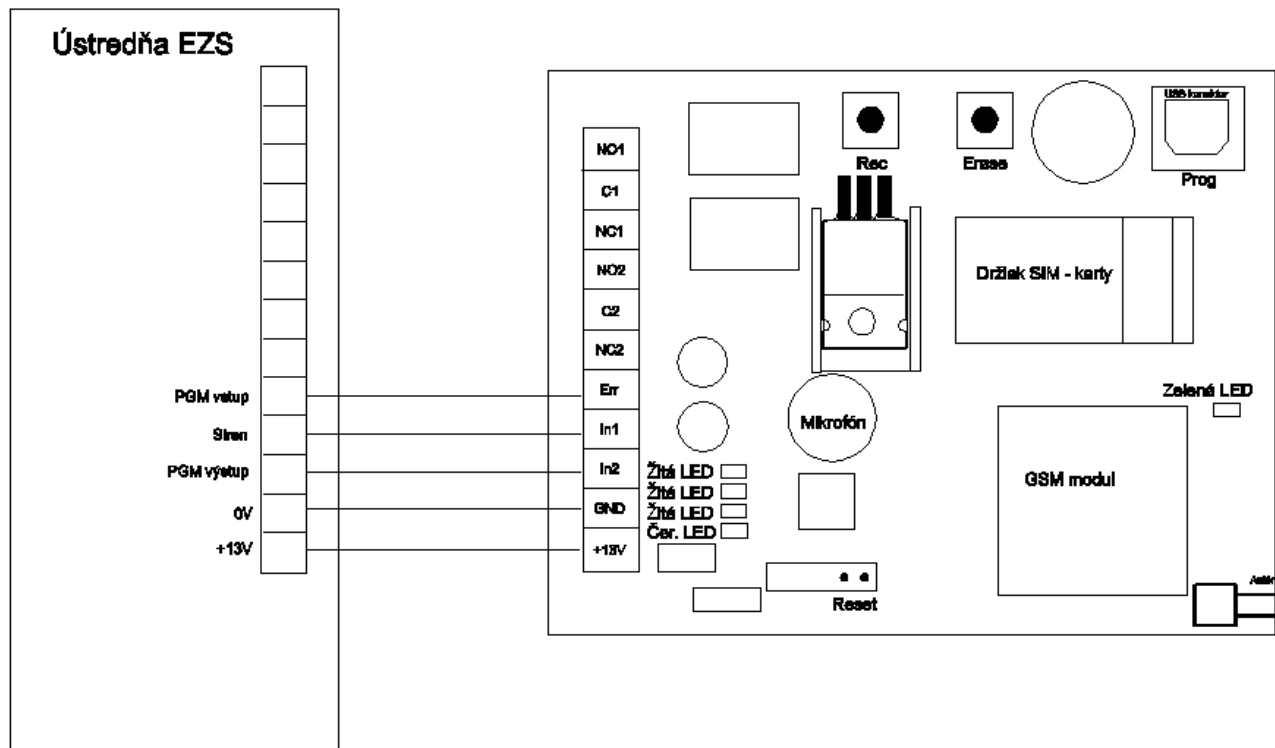 Ústredňa EZS
PGM vstup
Siren
PGM výstup
0V
+13V
NO1
C1
NC1
NO2
C2
NC2
Err
In1
In2
GND
+13V
Rec
Erase
USB konektor
Prog
Držiak SIM - karty
Mikrofón
Zelená LED
Žltá LED
Žltá LED
Žltá LED
Čer. LED
GSM modul
Reset